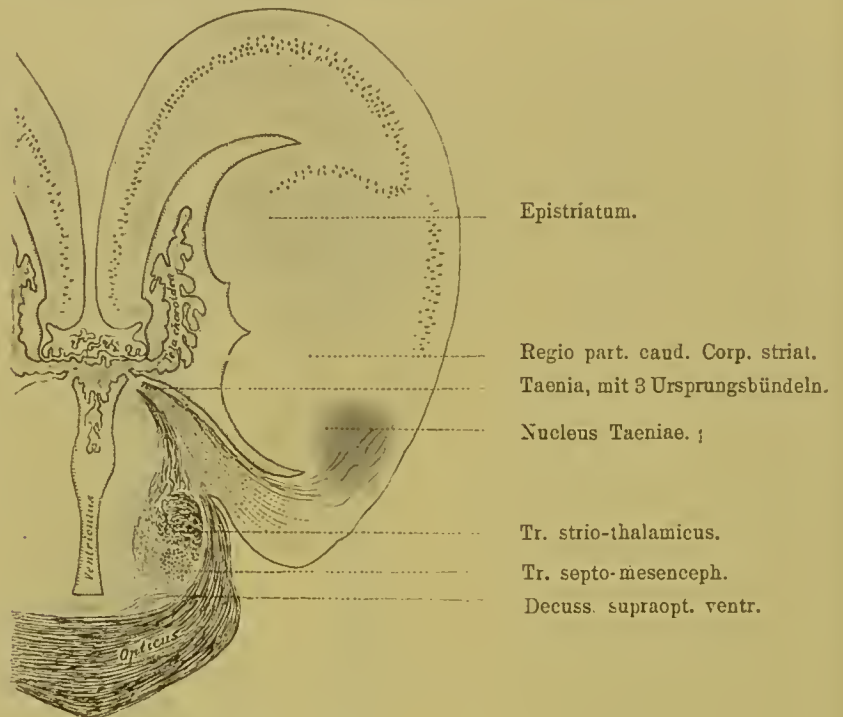 Epistriatum.
Regio part. caud. Corp. striat.
Taenia, mit 3 Ursprungsbündeln.
Nucleus Taeniae.
Tr. strio-thalamicus.
Tr. septo-mesenceph.
Decuss. supraopt. ventr.
choroidea
Ventriculus
Opticus